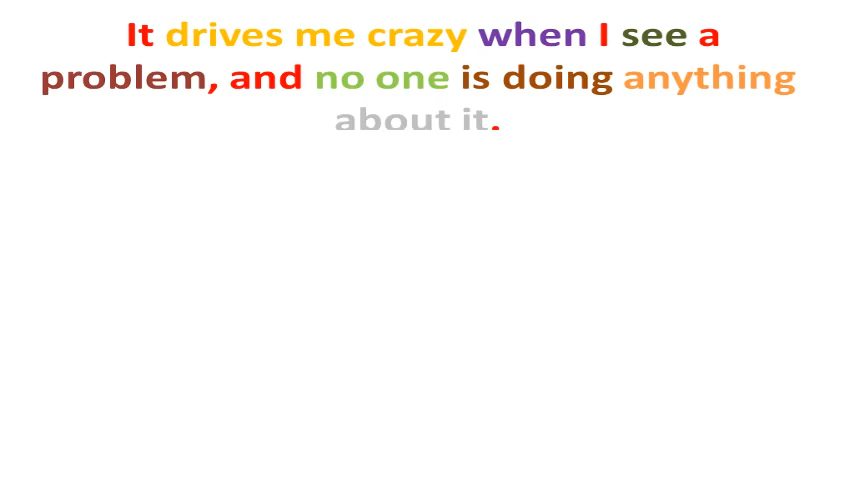 It drives me crazy when I see a
problem, and no one is doing anything
about it.